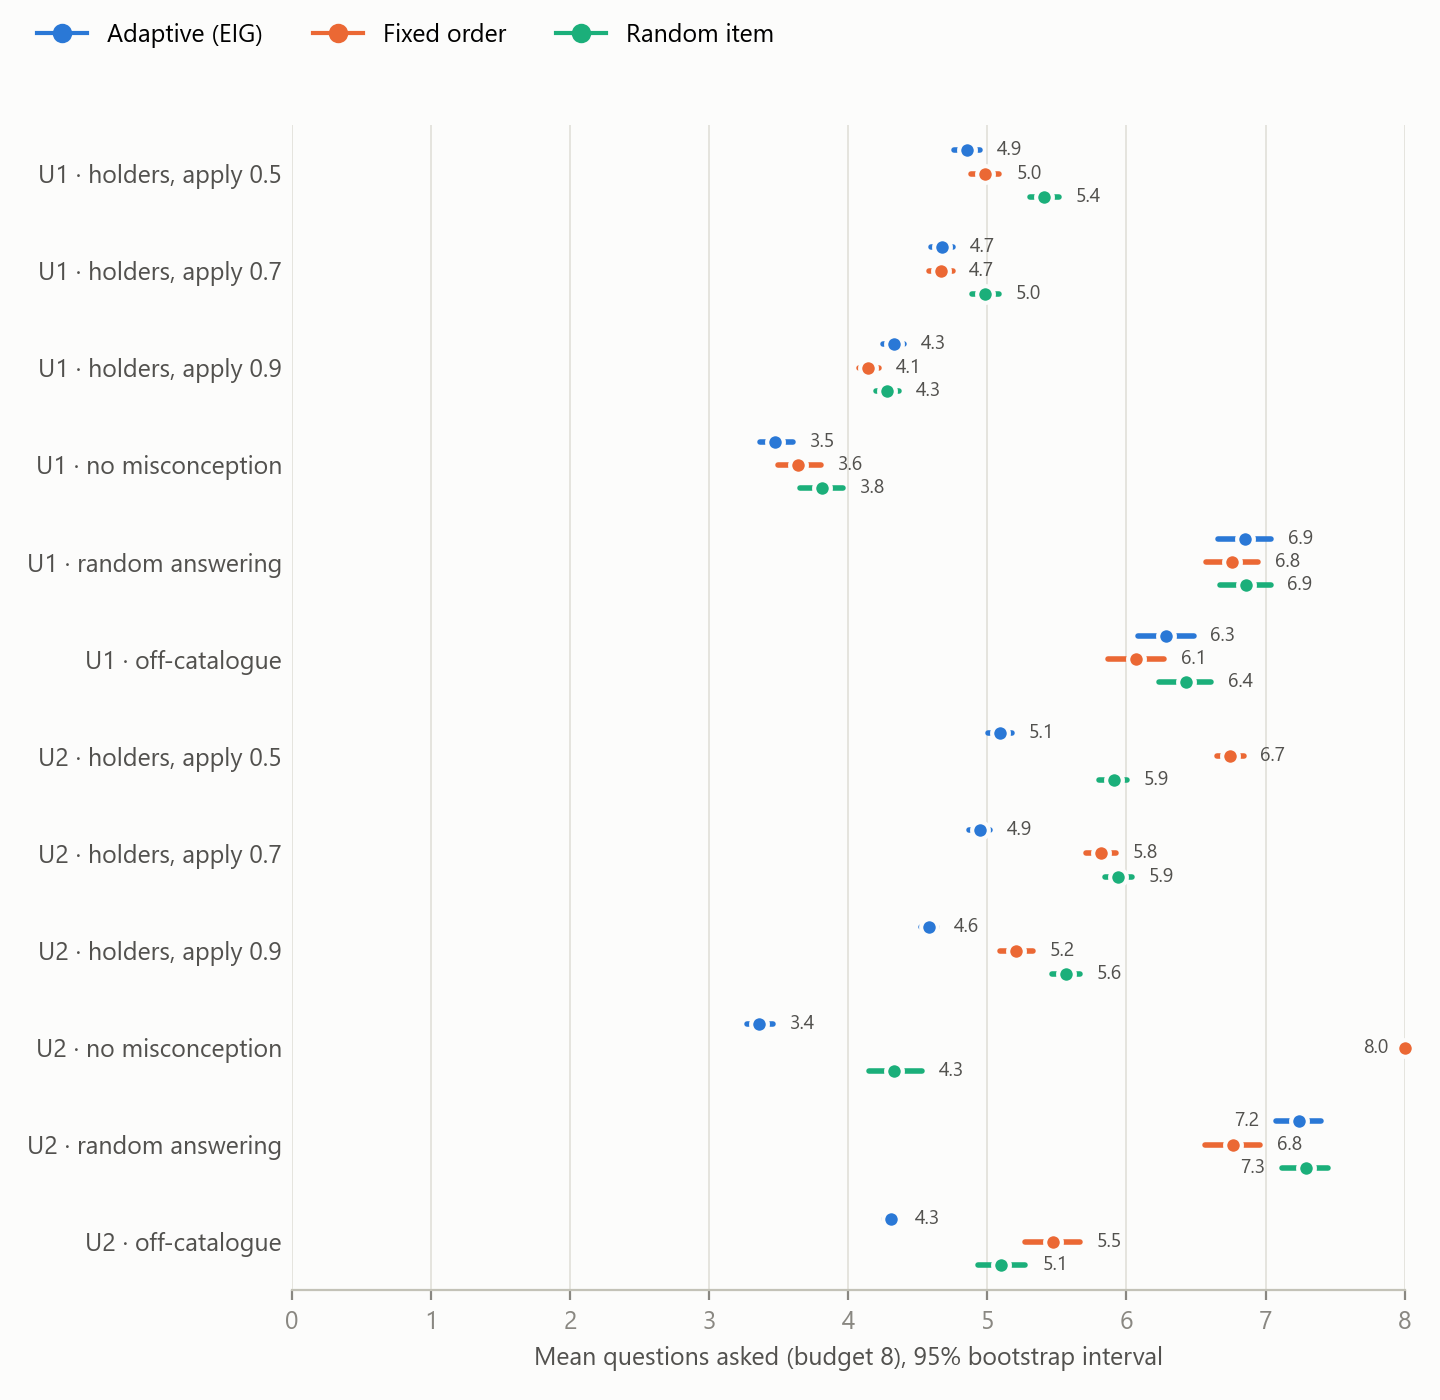 Adaptive (EIG) Fixed order Random item
4.9
U1 · holders, apply 0.5 5.0
5.4
4.7
U1 · holders, apply 0.7 4.7
5.0
4.3
U1 · holders, apply 0.9 4.1
4.3
3.5
U1 · no misconception 3.6
3.8
6.9
U1 · random answering 6.8
6.9
6.3
U1 · off-catalogue 6.1
6.4
5.1
U2 · holders, apply 0.5 6.7
5.9
4.9
U2 · holders, apply 0.7 5.8
5.9
4.6
U2 · holders, apply 0.9 5.2
5.6
3.4
U2 · no misconception 8.0
4.3
7.2
U2 · random answering 6.8
7.3
4.3
U2 · off-catalogue 5.5
5.1
0 1 2 3 4 5 6 7 8
Mean questions asked (budget 8), 95% bootstrap interval